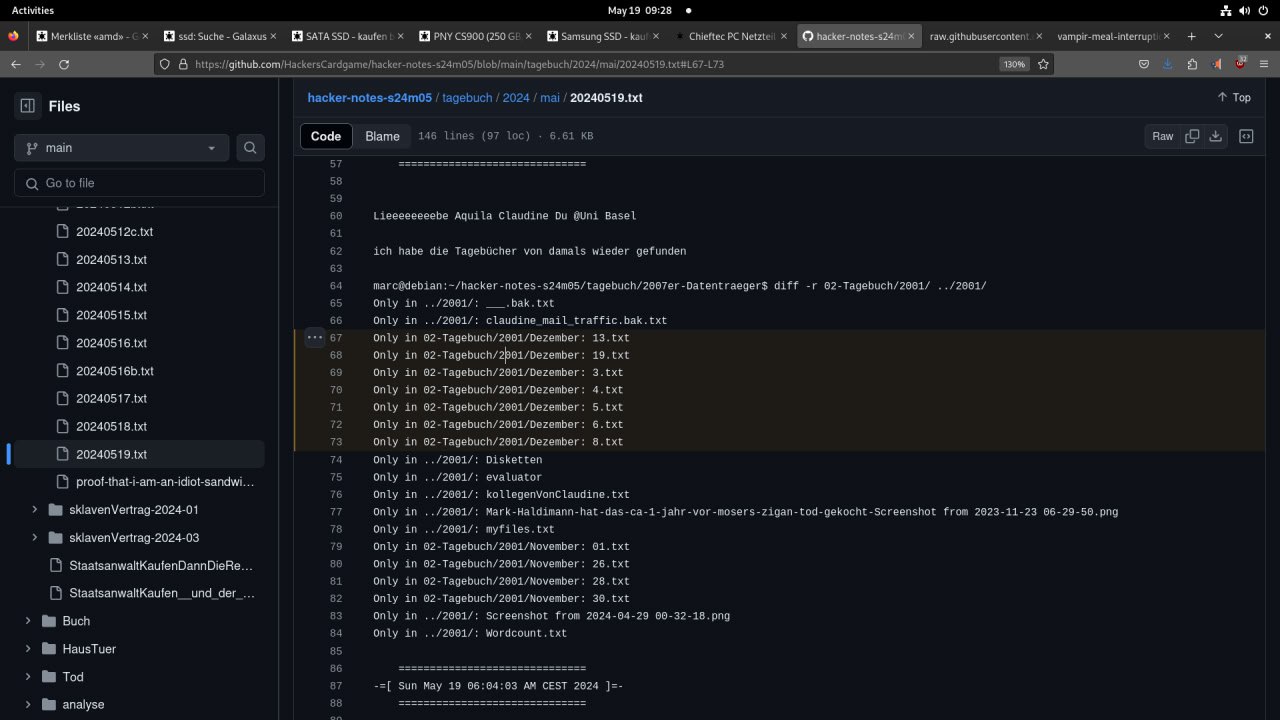 Activities
May 19 09:28
Merkliste «amd» - G
ssd: Suche - Galaxus
SATA SSD - kaufen b
PNY CS900 (250 GB
Samsung SSD - kauf
Chieftec PC Netzteil
hacker-notes-s24m
raw.githubusercontent.
vampir-meal-interrupti
https://github.com/HackersCardgame/hacker-notes-s24m05/blob/main/tagebuch/2024/mai/20240519.txt#L67-L73
130%
32
Files
main
Go to file
20240512c.txt
20240513.txt
20240514.txt
20240515.txt
20240516.txt
20240516b.txt
20240517.txt
20240518.txt
20240519.txt
proof-that-i-am-an-idiot-sandwi...
sklavenVertrag-2024-01
sklavenVertrag-2024-03
StaatsanwaltKaufenDannDieRe...
StaatsanwaltKaufen__und_der_...
Buch
HausTuer
Tod
analyse
hacker-notes-s24m05 / tagebuch / 2024 / mai / 20240519.txt
Top
Code Blame 146 lines (97 loc) · 6.61 KB
Raw
57 ==============================
58
59
60 Lieeeeeeeebe Aquila Claudine Du @Uni Basel
61
62 ich habe die Tagebücher von damals wieder gefunden
63
64 marc@debian:~/hacker-notes-s24m05/tagebuch/2007er-Datentraeger$ diff -r 02-Tagebuch/2001/ ../2001/
65 Only in ../2001/: ___.bak.txt
66 Only in ../2001/: claudine_mail_traffic.bak.txt
67 Only in 02-Tagebuch/2001/Dezember: 13.txt
68 Only in 02-Tagebuch/2001/Dezember: 19.txt
69 Only in 02-Tagebuch/2001/Dezember: 3.txt
70 Only in 02-Tagebuch/2001/Dezember: 4.txt
71 Only in 02-Tagebuch/2001/Dezember: 5.txt
72 Only in 02-Tagebuch/2001/Dezember: 6.txt
73 Only in 02-Tagebuch/2001/Dezember: 8.txt
74 Only in ../2001/: Disketten
75 Only in ../2001/: evaluator
76 Only in ../2001/: kollegenVonClaudine.txt
77 Only in ../2001/: Mark-Haldimann-hat-das-ca-1-jahr-vor-mosers-zigan-tod-gekocht-Screenshot from 2023-11-23 06-29-50.png
78 Only in ../2001/: myfiles.txt
79 Only in 02-Tagebuch/2001/November: 01.txt
80 Only in 02-Tagebuch/2001/November: 26.txt
81 Only in 02-Tagebuch/2001/November: 28.txt
82 Only in 02-Tagebuch/2001/November: 30.txt
83 Only in ../2001/: Screenshot from 2024-04-29 00-32-18.png
84 Only in ../2001/: Wordcount.txt
85
86 ==============================
87 -=[ Sun May 19 06:04:03 AM CEST 2024 ]=-
88 ==============================